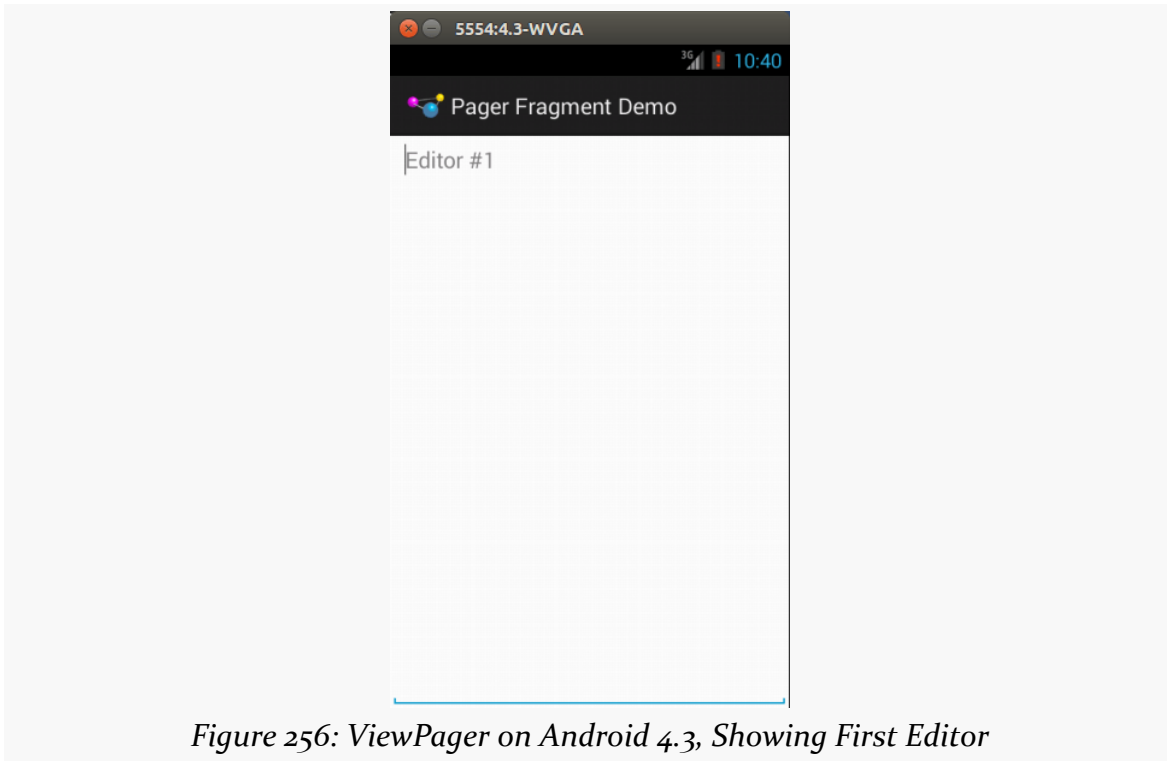 5554:4.3-WVGA
3G 10:40
Pager Fragment Demo
Editor #1
Figure 256: ViewPager on Android 4.3, Showing First Editor